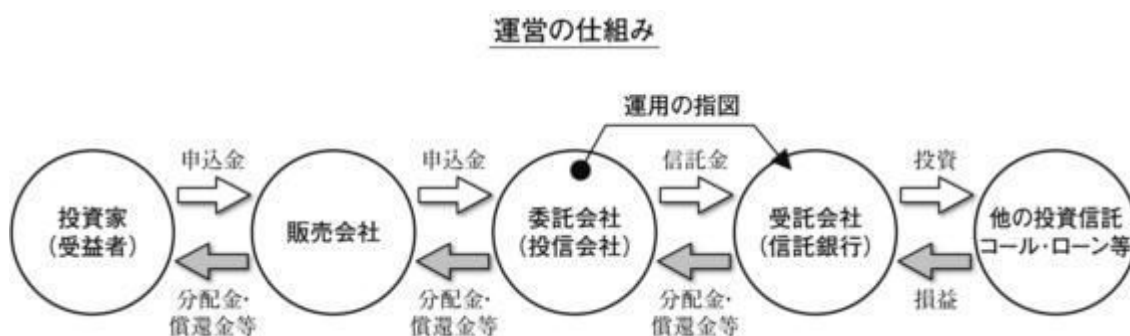 運営の仕組み
運用の指図
申込金
申込金
信託金
投資
投資家
（受益者）
販売会社
委託会社
（投信会社）
受託会社
（信託銀行）
他の投資信託
コール・ローン等
分配金・
償還金等
分配金・
償還金等
分配金・
償還金等
損益